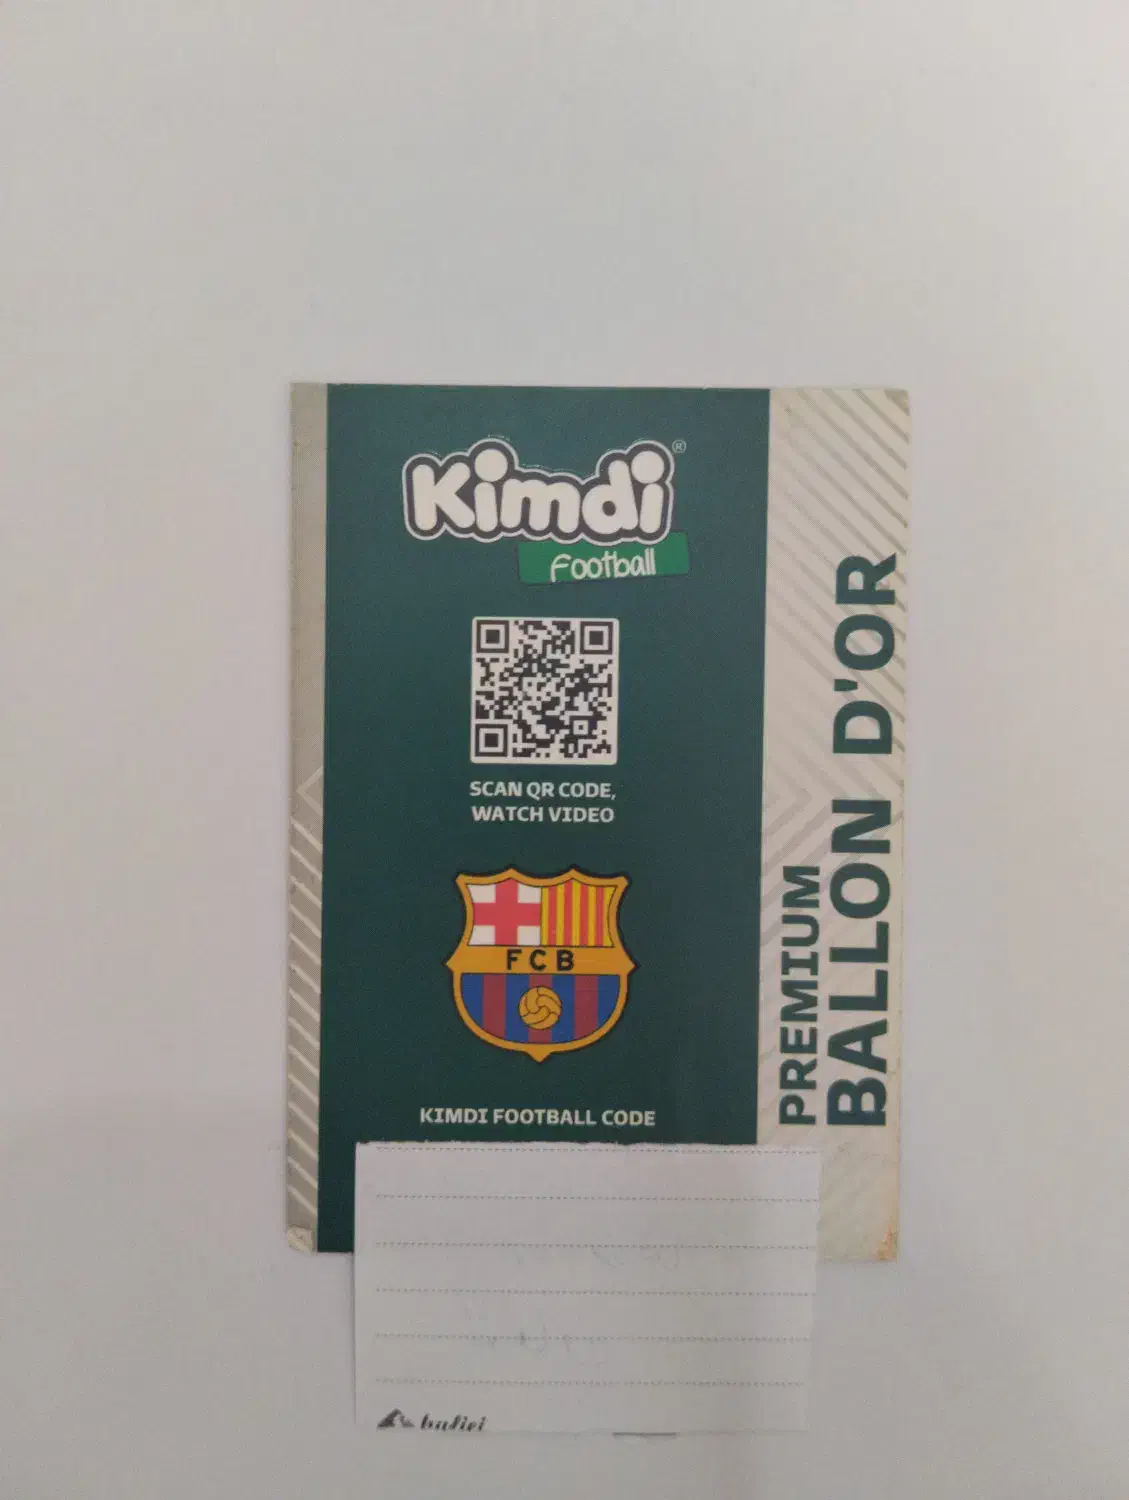 Kimdi®
Football
SCAN QR CODE,
WATCH VIDEO
FCB
KIMDI FOOTBALL CODE
PREMIUM
BALLON D'OR